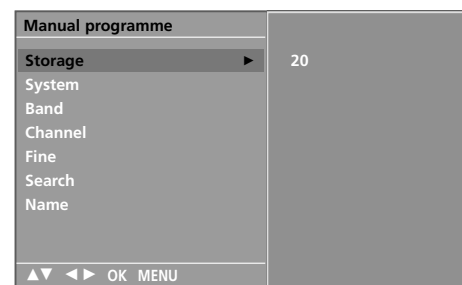 Manual programme
Storage ► 20
System
Band
Channel
Fine
Search
Name
▲▼ ◄► OK MENU